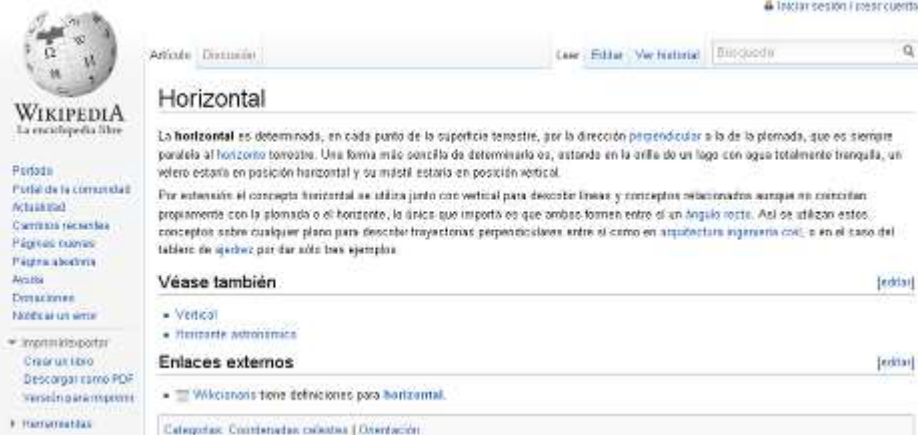 Iniciar sesión / crear cuenta
Artículo Discusión Leer Editar Ver historial Búsqueda
WIKIPEDIA
La enciclopedia libre
Horizontal
La horizontal es determinada, en cada punto de la superficie terrestre, por la dirección perpendicular a la de la plomada, que es siempre
paralela al horizonte terrestre. Una forma más sencilla de determinarla es, estando en la orilla de un lago con agua totalmente tranquila, un
velero estaría en posición horizontal y su mástil estaría en posición vertical.
Por extensión el concepto horizontal se utiliza junto con vertical para describir líneas y conceptos relacionados aunque no coincidan
propiamente con la plomada o el horizonte, lo único que importa es que ambos formen entre sí un ángulo recto. Así se utilizan estos
conceptos sobre cualquier plano para describir trayectorias perpendiculares entre sí como en arquitectura ingeniería civil, o en el caso del
tablero de ajedrez por dar sólo tres ejemplos
Véase también [editar]
Vertical
Horizonte astronómico
Enlaces externos [editar]
Wikcionario tiene definiciones para horizontal.
Categorías: Coordenadas celestes | Orientación
Portada
Portal de la comunidad
Actualidad
Cambios recientes
Páginas nuevas
Página aleatoria
Ayuda
Donaciones
Notificar un error
Imprimir/exportar
Crear un libro
Descargar como PDF
Versión para imprimir
Herramientas